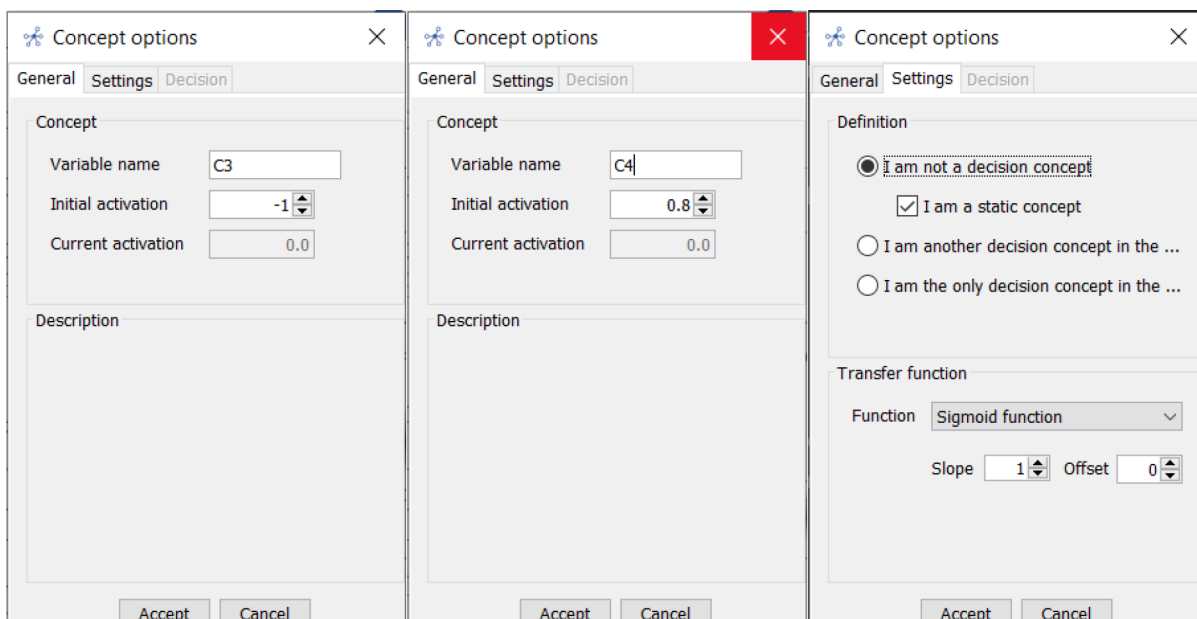 Concept options
General Settings Decision
Concept
Variable name C3
Initial activation -1
Current activation 0.0
Description
Accept Cancel
Concept options
General Settings Decision
Concept
Variable name C4
Initial activation 0.8
Current activation 0.0
Description
Accept Cancel
Concept options
General Settings Decision
Definition
I am not a decision concept
I am a static concept
I am another decision concept in the ...
I am the only decision concept in the ...
Transfer function
Function Sigmoid function
Slope 1 Offset 0
Accept Cancel